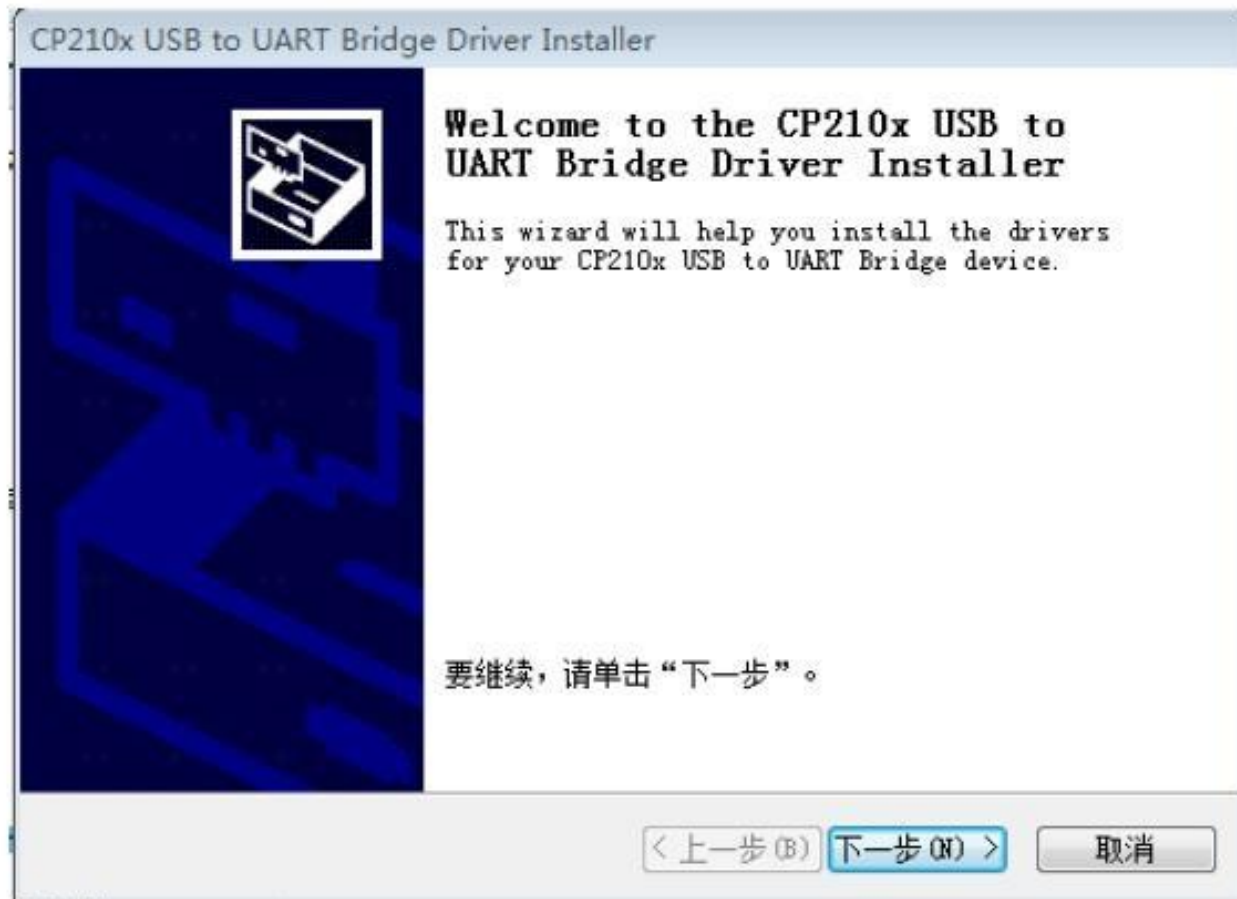 CP210x USB to UART Bridge Driver Installer
Welcome to the CP210x USB to
UART Bridge Driver Installer
This wizard will help you install the drivers
for your CP210x USB to UART Bridge device.
要继续，请单击“下一步”。
< 上一步(B)
下一步(N) >
取消